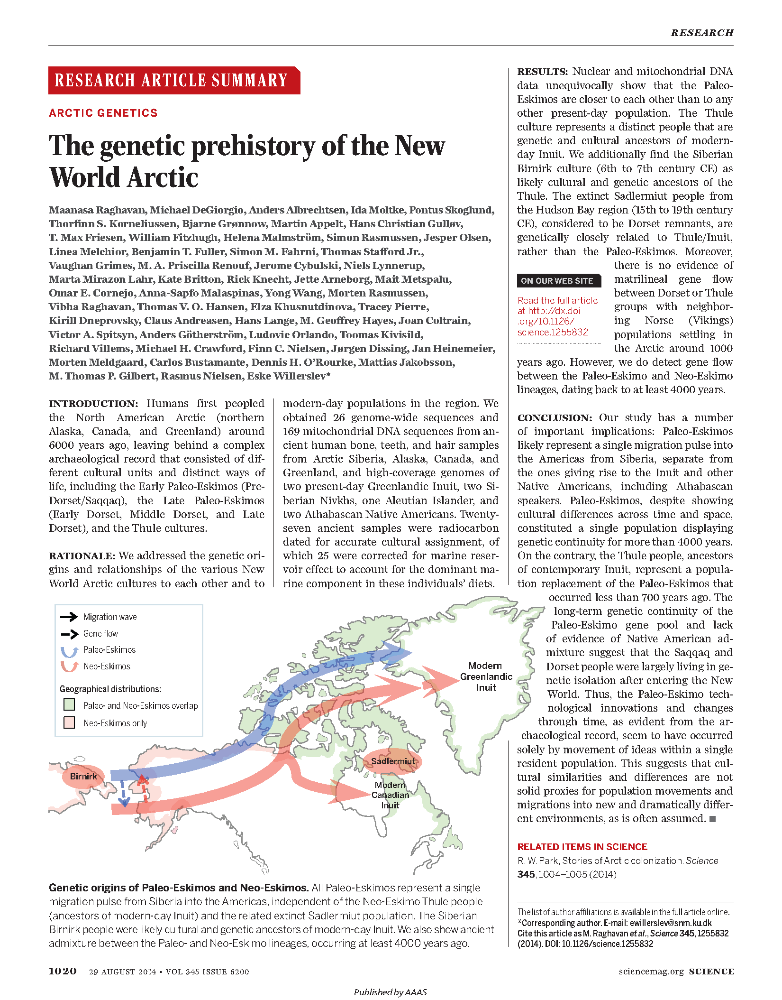 RESEARCH
RESEARCH ARTICLE SUMMARY
ARCTIC GENETICS
The genetic prehistory of the New
World Arctic
Maanasa Raghavan, Michael DeGiorgio, Anders Albrechtsen, Ida Moltke, Pontus Skoglund,
Thorfinn S. Korneliussen, Bjarne Grønnow, Martin Appelt, Hans Christian Gulløv,
T. Max Friesen, William Fitzhugh, Helena Malmström, Simon Rasmussen, Jesper Olsen,
Linea Melchior, Benjamin T. Fuller, Simon M. Fahrni, Thomas Stafford Jr.,
Vaughan Grimes, M. A. Priscilla Renouf, Jerome Cybulski, Niels Lynnerup,
Marta Mirazon Lahr, Kate Britton, Rick Knecht, Jette Arneborg, Mait Metspalu,
Omar E. Cornejo, Anna-Sapfo Malaspinas, Yong Wang, Morten Rasmussen,
Vibha Raghavan, Thomas V. O. Hansen, Elza Khusnutdinova, Tracey Pierre,
Kirill Dneprovsky, Claus Andreasen, Hans Lange, M. Geoffrey Hayes, Joan Coltrain,
Victor A. Spitsyn, Anders Götherström, Ludovic Orlando, Toomas Kivisild,
Richard Villems, Michael H. Crawford, Finn C. Nielsen, Jørgen Dissing, Jan Heinemeier,
Morten Meldgaard, Carlos Bustamante, Dennis H. O’Rourke, Mattias Jakobsson,
M. Thomas P. Gilbert, Rasmus Nielsen, Eske Willerslev*
INTRODUCTION: Humans first peopled
the North American Arctic (northern
Alaska, Canada, and Greenland) around
6000 years ago, leaving behind a complex
archaeological record that consisted of dif-
ferent cultural units and distinct ways of
life, including the Early Paleo-Eskimos (Pre-
Dorset/Saqqaq), the Late Paleo-Eskimos
(Early Dorset, Middle Dorset, and Late
Dorset), and the Thule cultures.
RATIONALE: We addressed the genetic ori-
gins and relationships of the various New
World Arctic cultures to each other and to
modern-day populations in the region. We
obtained 26 genome-wide sequences and
169 mitochondrial DNA sequences from an-
cient human bone, teeth, and hair samples
from Arctic Siberia, Alaska, Canada, and
Greenland, and high-coverage genomes of
two present-day Greenlandic Inuit, two Si-
berian Nivkhs, one Aleutian Islander, and
two Athabascan Native Americans. Twenty-
seven ancient samples were radiocarbon
dated for accurate cultural assignment, of
which 25 were corrected for marine reser-
voir effect to account for the dominant ma-
rine component in these individuals’ diets.
RESULTS: Nuclear and mitochondrial DNA
data unequivocally show that the Paleo-
Eskimos are closer to each other than to any
other present-day population. The Thule
culture represents a distinct people that are
genetic and cultural ancestors of modern-
day Inuit. We additionally find the Siberian
Birnirk culture (6th to 7th century CE) as
likely cultural and genetic ancestors of the
Thule. The extinct Sadlermiut people from
the Hudson Bay region (15th to 19th century
CE), considered to be Dorset remnants, are
genetically closely related to Thule/Inuit,
rather than the Paleo-Eskimos. Moreover,
there is no evidence of
matrilineal gene flow
between Dorset or Thule
groups with neighbor-
ing Norse (Vikings)
populations settling in
the Arctic around 1000
years ago. However, we do detect gene flow
between the Paleo-Eskimo and Neo-Eskimo
lineages, dating back to at least 4000 years.
ON OUR WEB SITE
Read the full article
at http://dx.doi
.org/10.1126/
science.1255832
CONCLUSION: Our study has a number
of important implications: Paleo-Eskimos
likely represent a single migration pulse into
the Americas from Siberia, separate from
the ones giving rise to the Inuit and other
Native Americans, including Athabascan
speakers. Paleo-Eskimos, despite showing
cultural differences across time and space,
constituted a single population displaying
genetic continuity for more than 4000 years.
On the contrary, the Thule people, ancestors
of contemporary Inuit, represent a popula-
tion replacement of the Paleo-Eskimos that
occurred less than 700 years ago. The
long-term genetic continuity of the
Paleo-Eskimo gene pool and lack
of evidence of Native American ad-
mixture suggest that the Saqqaq and
Dorset people were largely living in ge-
netic isolation after entering the New
World. Thus, the Paleo-Eskimo tech-
nological innovations and changes
through time, as evident from the ar-
chaeological record, seem to have occurred
solely by movement of ideas within a single
resident population. This suggests that cul-
tural similarities and differences are not
solid proxies for population movements and
migrations into new and dramatically differ-
ent environments, as is often assumed. ■
RELATED ITEMS IN SCIENCE
R. W. Park, Stories of Arctic colonization. Science
345, 1004–1005 (2014)
The list of author affiliations is available in the full article online.
*Corresponding author. E-mail: ewillerslev@snm.ku.dk
Cite this article as M. Raghavan et al., Science 345, 1255832
(2014). DOI: 10.1126/science.1255832
Migration wave
Gene flow
Paleo-Eskimos
Neo-Eskimos
Geographical distributions:
Paleo- and Neo-Eskimos overlap
Neo-Eskimos only
Modern
Greenlandic
Inuit
Sadlermiut
Birnirk
Modern
Canadian
Inuit
Genetic origins of Paleo-Eskimos and Neo-Eskimos. All Paleo-Eskimos represent a single
migration pulse from Siberia into the Americas, independent of the Neo-Eskimo Thule people
(ancestors of modern-day Inuit) and the related extinct Sadlermiut population. The Siberian
Birnirk people were likely cultural and genetic ancestors of modern-day Inuit. We also show ancient
admixture between the Paleo- and Neo-Eskimo lineages, occurring at least 4000 years ago.
1020 29 AUGUST 2014 • VOL 345 ISSUE 6200
sciencemag.org SCIENCE
Published by AAAS